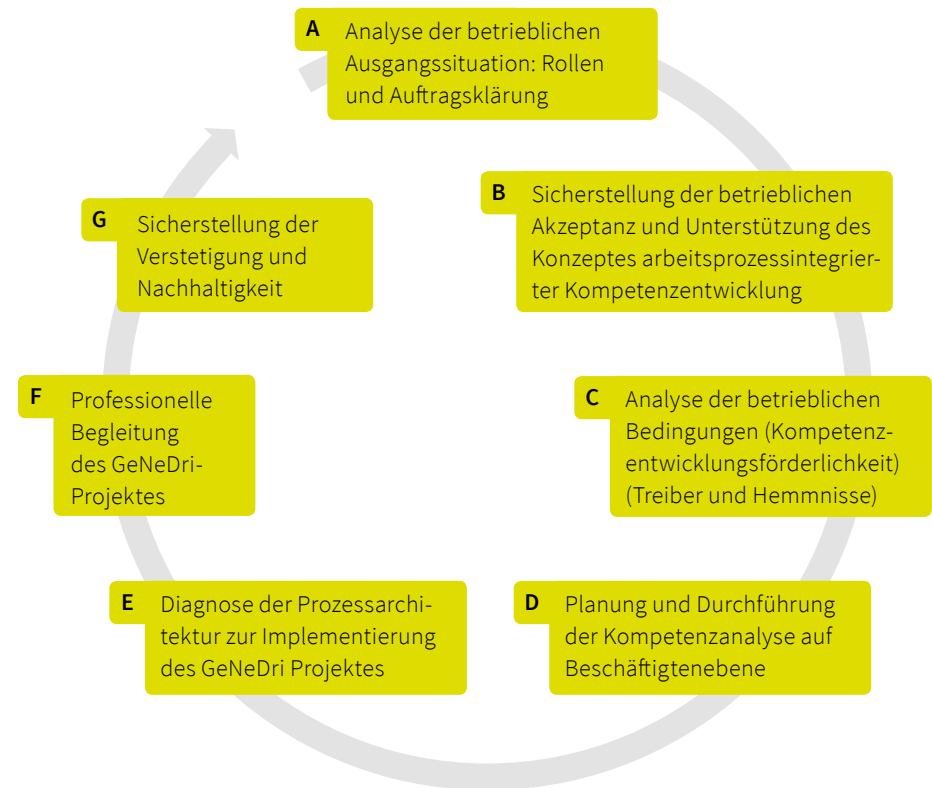 A Analyse der betrieblichen
Ausgangssituation: Rollen
und Auftragsklärung
B Sicherstellung der betrieblichen
Akzeptanz und Unterstützung des
Konzeptes arbeitsprozessintegrier-
ter Kompetenzentwicklung
C Analyse der betrieblichen
Bedingungen (Kompetenz-
entwicklungsförderlichkeit)
(Treiber und Hemmnisse)
D Planung und Durchführung
der Kompetenzanalyse auf
Beschäftigtenebene
E Diagnose der Prozessarchi-
tektur zur Implementierung
des GeNeDri Projektes
F Professionelle
Begleitung
des GeNeDri-
Projektes
G Sicherstellung der
Verstetigung und
Nachhaltigkeit